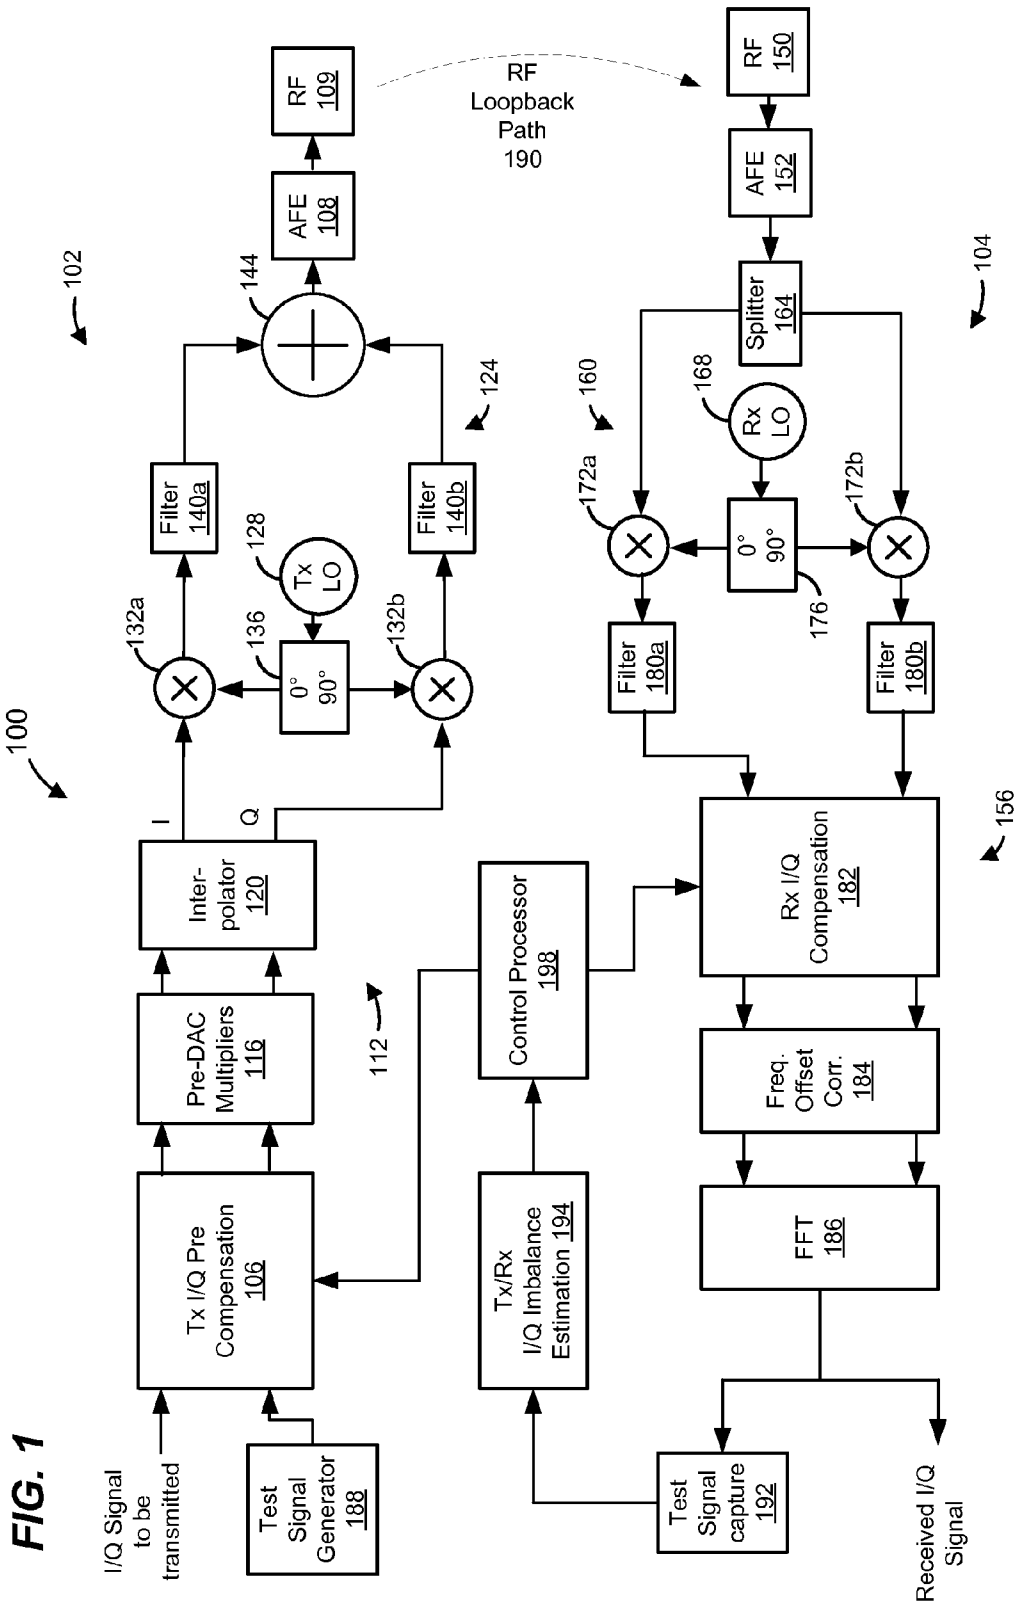 FIG. 1
100
102
I/Q Signal
to be
transmitted
Test
Signal
Generator
188
Tx I/Q Pre
Compensation
106
Pre-DAC
Multipliers
116
112
Inter-
polator
120
I
Q
132a
136
0°
90°
128
Tx
LO
132b
Filter
140a
Filter
140b
124
144
AFE
108
RF
109
RF
Loopback
Path
190
Test
Signal
capture
192
Tx/Rx
I/Q Imbalance
Estimation 194
Control Processor
198
RF
150
AFE
152
Splitter
164
104
160
168
Rx
LO
172a
0°
90°
176
172b
Filter
180a
Filter
180b
Rx I/Q
Compensation
182
156
Freq.
Offset
Corr.
184
FFT
186
Received I/Q
Signal